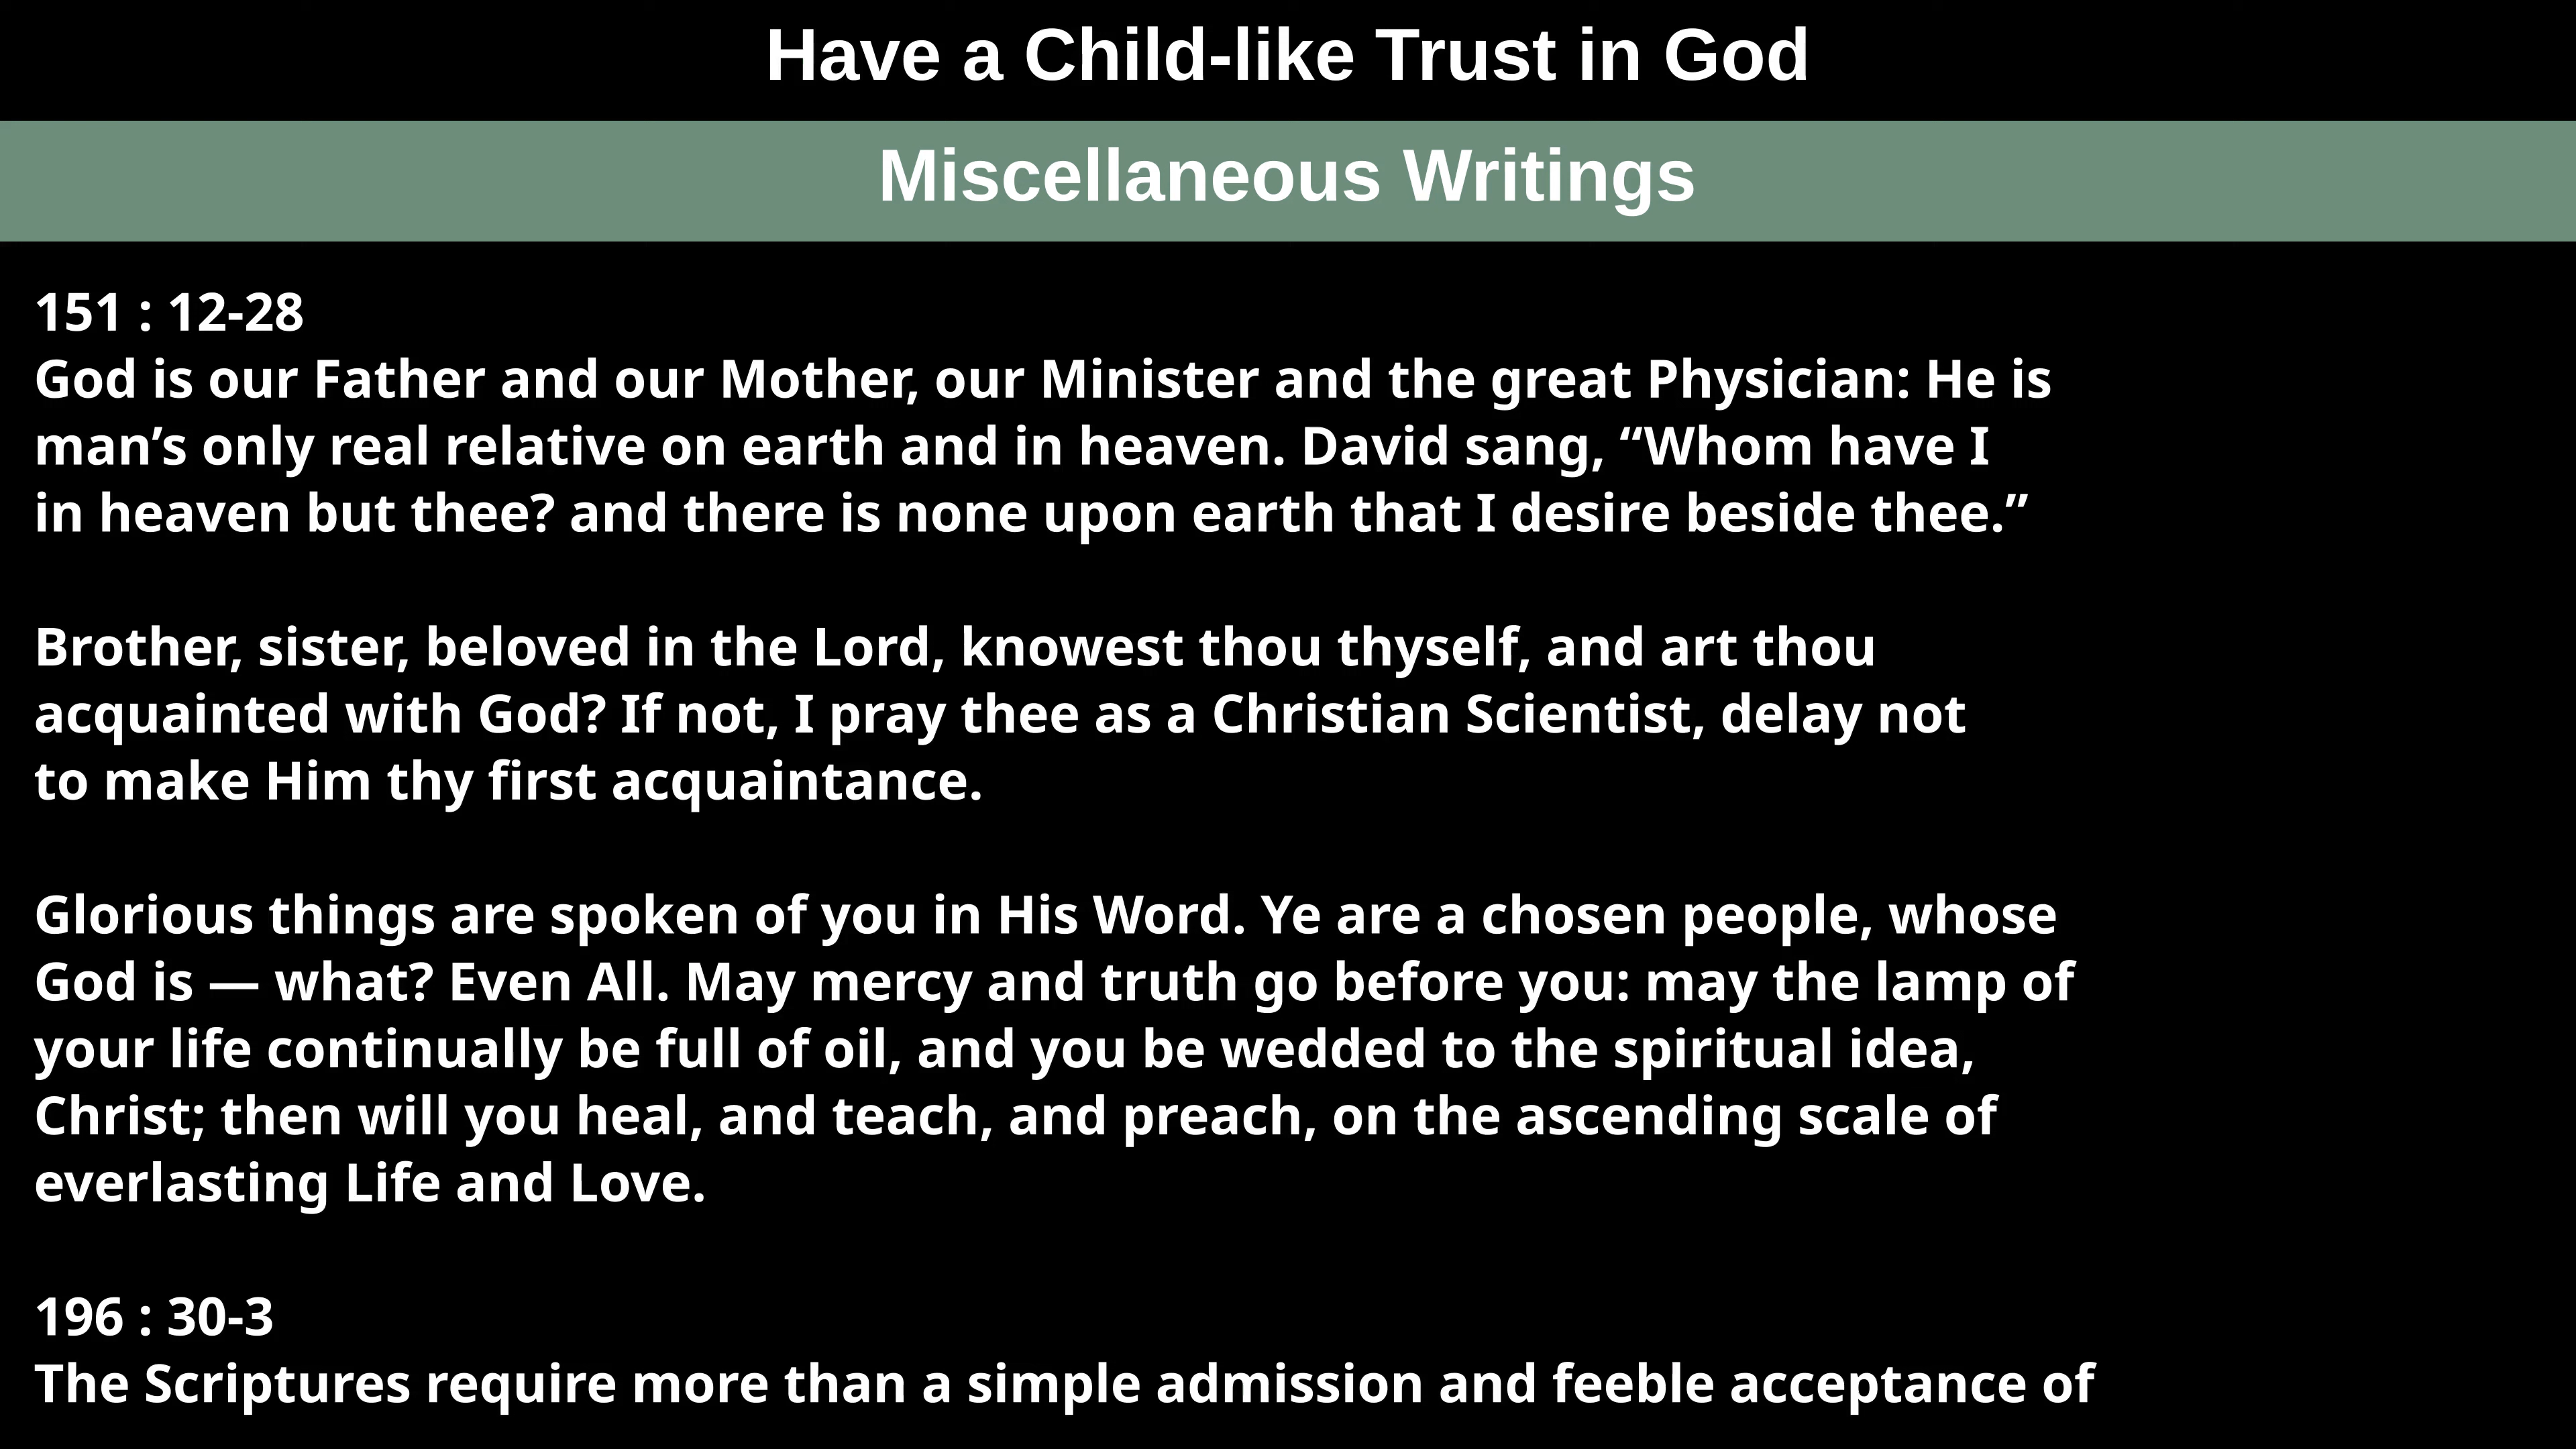 Have a Child-like Trust in God
Miscellaneous Writings
151 : 12-28
God is our Father and our Mother, our Minister and the great Physician: He is
man’s only real relative on earth and in heaven. David sang, “Whom have I
in heaven but thee? and there is none upon earth that I desire beside thee.”
Brother, sister, beloved in the Lord, knowest thou thyself, and art thou
acquainted with God? If not, I pray thee as a Christian Scientist, delay not
to make Him thy first acquaintance.
Glorious things are spoken of you in His Word. Ye are a chosen people, whose
God is — what? Even All. May mercy and truth go before you: may the lamp of
your life continually be full of oil, and you be wedded to the spiritual idea,
Christ; then will you heal, and teach, and preach, on the ascending scale of
everlasting Life and Love.
196 : 30-3
The Scriptures require more than a simple admission and feeble acceptance of